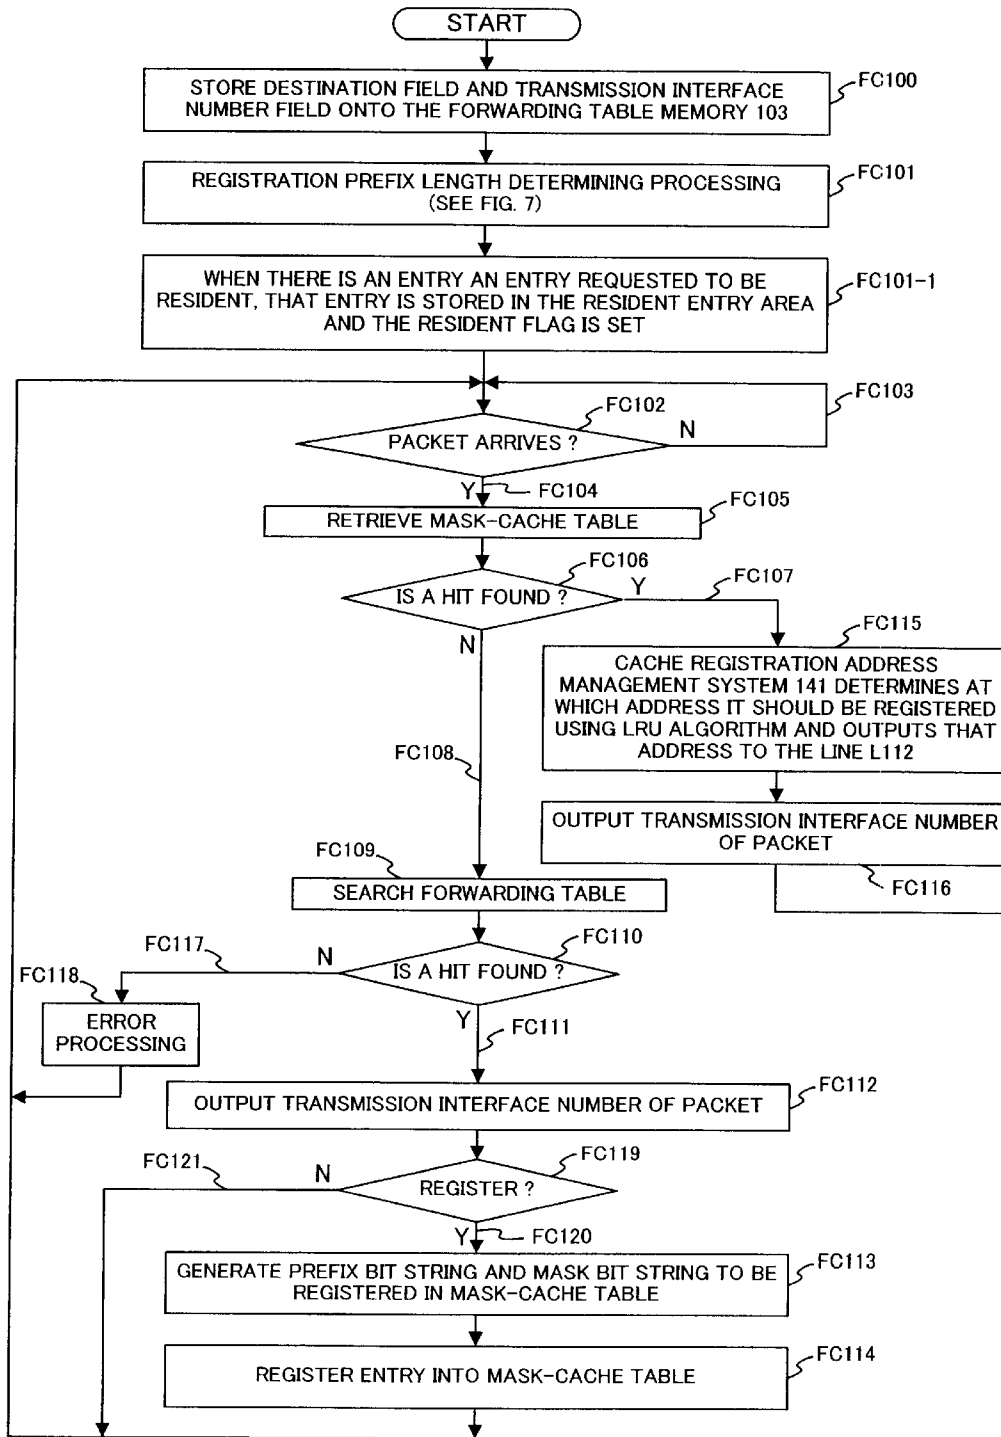 START
STORE DESTINATION FIELD AND TRANSMISSION INTERFACE
NUMBER FIELD ONTO THE FORWARDING TABLE MEMORY 103
FC100
REGISTRATION PREFIX LENGTH DETERMINING PROCESSING
(SEE FIG. 7)
FC101
WHEN THERE IS AN ENTRY AN ENTRY REQUESTED TO BE
RESIDENT, THAT ENTRY IS STORED IN THE RESIDENT ENTRY AREA
AND THE RESIDENT FLAG IS SET
FC101-1
FC102
FC103
PACKET ARRIVES ?
N
Y
FC104
FC105
RETRIEVE MASK-CACHE TABLE
FC106
IS A HIT FOUND ?
Y
FC107
N
FC115
CACHE REGISTRATION ADDRESS
MANAGEMENT SYSTEM 141 DETERMINES AT
WHICH ADDRESS IT SHOULD BE REGISTERED
USING LRU ALGORITHM AND OUTPUTS THAT
ADDRESS TO THE LINE L112
FC108
OUTPUT TRANSMISSION INTERFACE NUMBER
OF PACKET
FC116
FC109
SEARCH FORWARDING TABLE
FC110
FC117
N
IS A HIT FOUND ?
FC118
ERROR
PROCESSING
Y
FC111
OUTPUT TRANSMISSION INTERFACE NUMBER OF PACKET
FC112
FC119
FC121
N
REGISTER ?
Y
FC120
GENERATE PREFIX BIT STRING AND MASK BIT STRING TO BE
REGISTERED IN MASK-CACHE TABLE
FC113
REGISTER ENTRY INTO MASK-CACHE TABLE
FC114